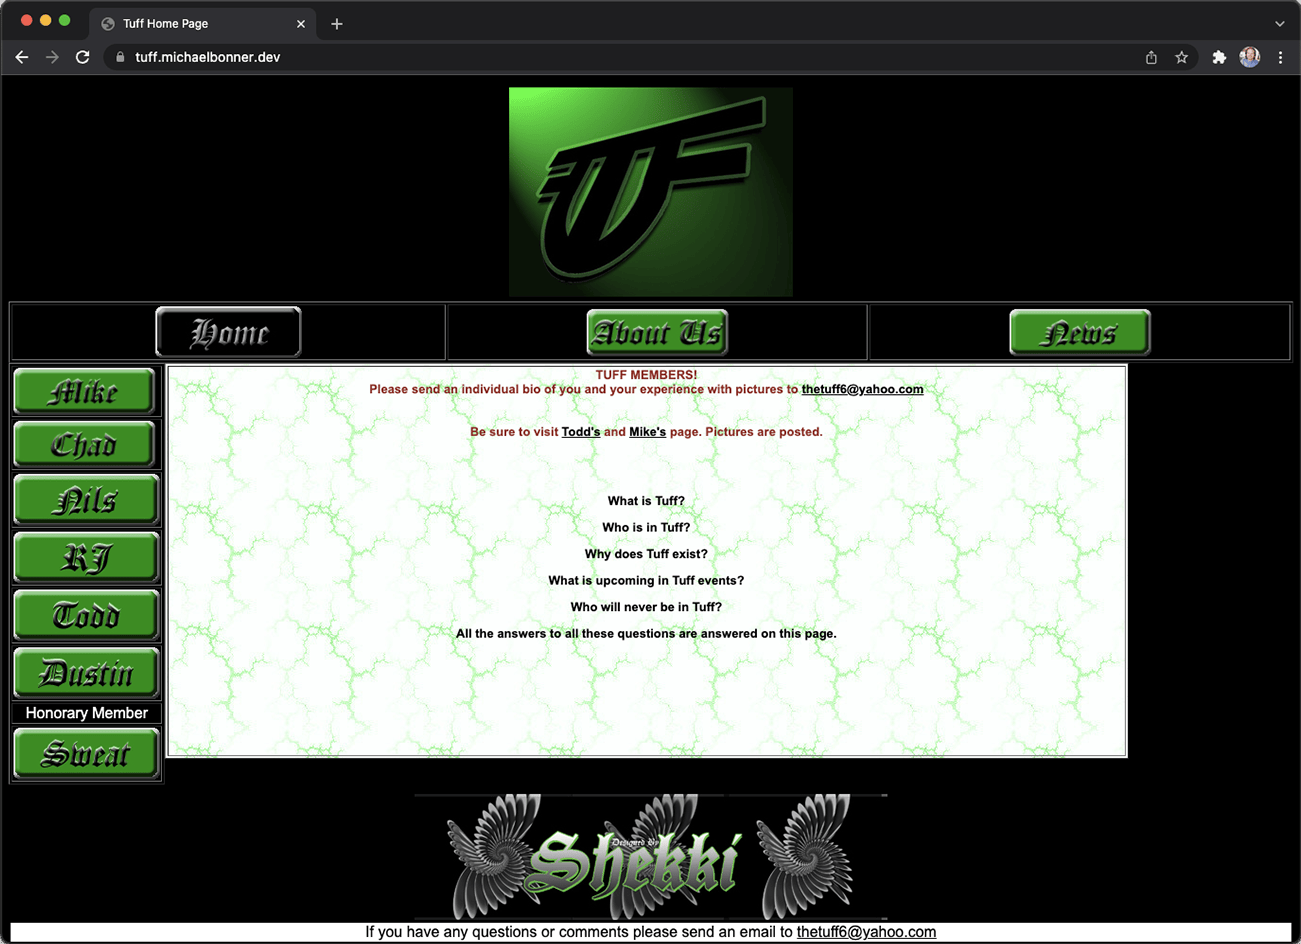 Tuff Home Page
tuff.michaelbonner.dev
Home
About Us
News
Mike
Chad
Nils
RJ
Todd
Dustin
Honorary Member
Sweat
TUFF MEMBERS!
Please send an individual bio of you and your experience with pictures to thetuff6@yahoo.com
Be sure to visit Todd's and Mike's page. Pictures are posted.
What is Tuff?
Who is in Tuff?
Why does Tuff exist?
What is upcoming in Tuff events?
Who will never be in Tuff?
All the answers to all these questions are answered on this page.
Designed By
Shekki
If you have any questions or comments please send an email to thetuff6@yahoo.com